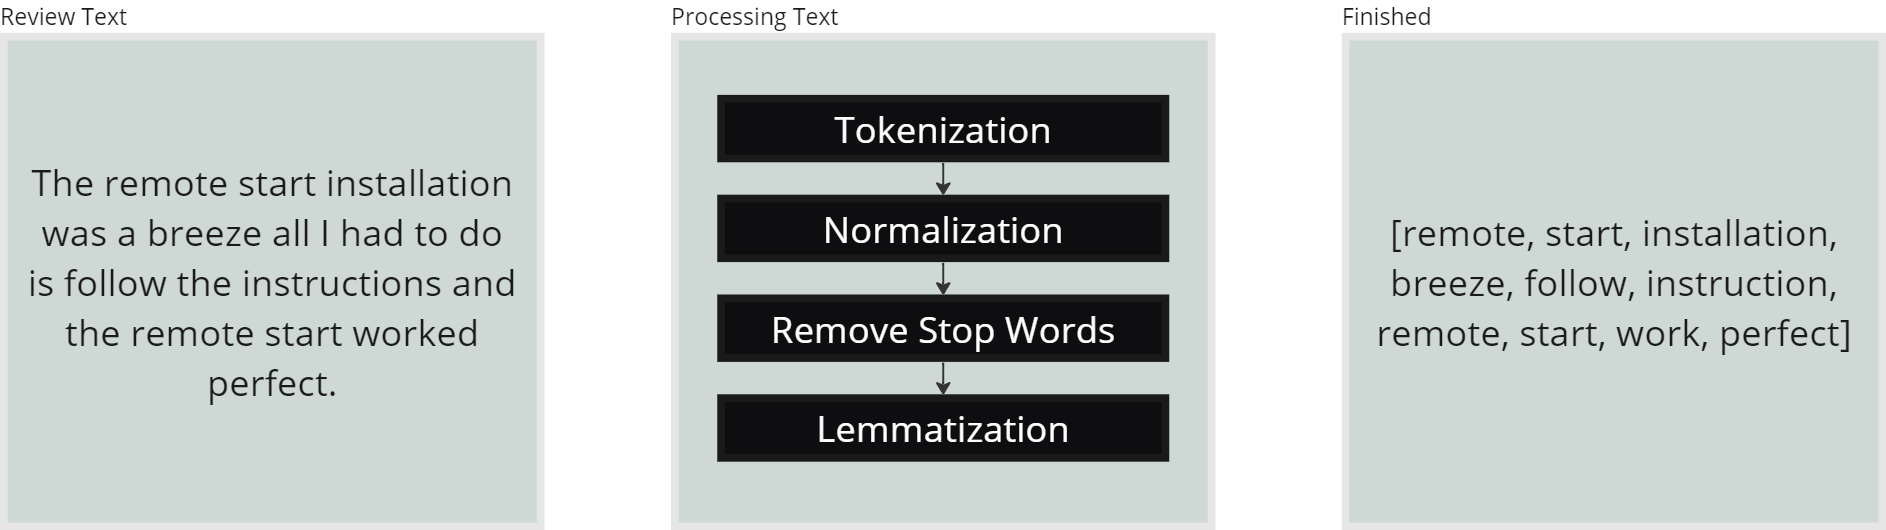 Review Text
The remote start installation
was a breeze all I had to do
is follow the instructions and
the remote start worked
perfect.
Processing Text
Tokenization
Normalization
Remove Stop Words
Lemmatization
Finished
[remote, start, installation,
breeze, follow, instruction,
remote, start, work, perfect]